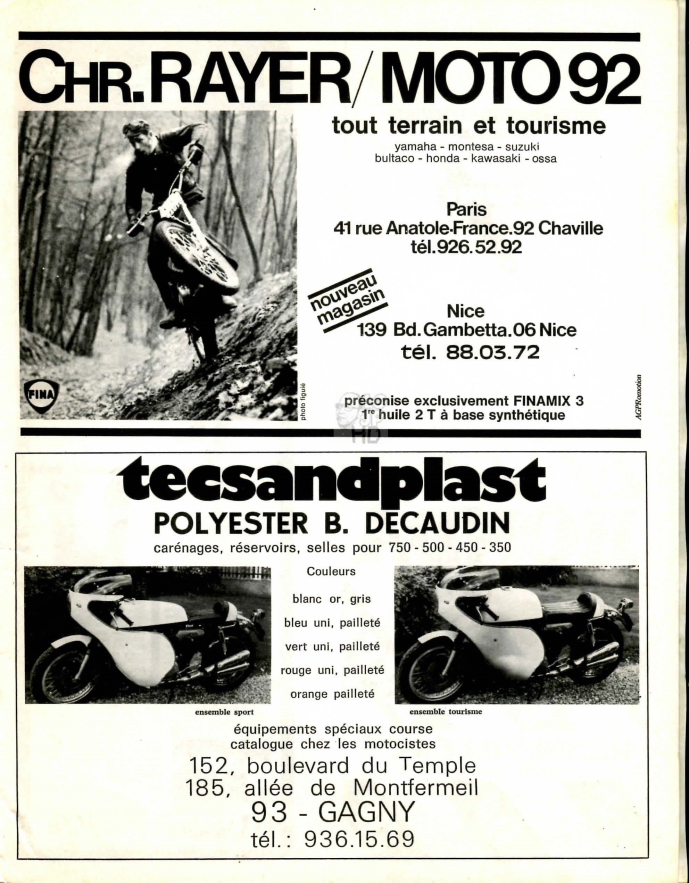 CHR. RAYER/MOTO 92
tout terrain et tourisme
yamaha - montesa - suzuki
bultaco - honda - kawasaki - ossa
Paris
41 rue Anatole-France.92 Chaville
tél.926.52.92
nouveau
magasin
Nice
139 Bd.Gambetta.06 Nice
tél. 88.03.72
FINA
photo figuié
préconise exclusivement FINAMIX 3
1re huile 2 T à base synthétique
AGPRomotion
HD
tecsandplast
POLYESTER B. DECAUDIN
carénages, réservoirs, selles pour 750 - 500 - 450 - 350
Couleurs
blanc or, gris
bleu uni, pailleté
vert uni, pailleté
rouge uni, pailleté
orange pailleté
ensemble sport
ensemble tourisme
équipements spéciaux course
catalogue chez les motocistes
152, boulevard du Temple
185, allée de Montfermeil
93 - GAGNY
tél.: 936.15.69